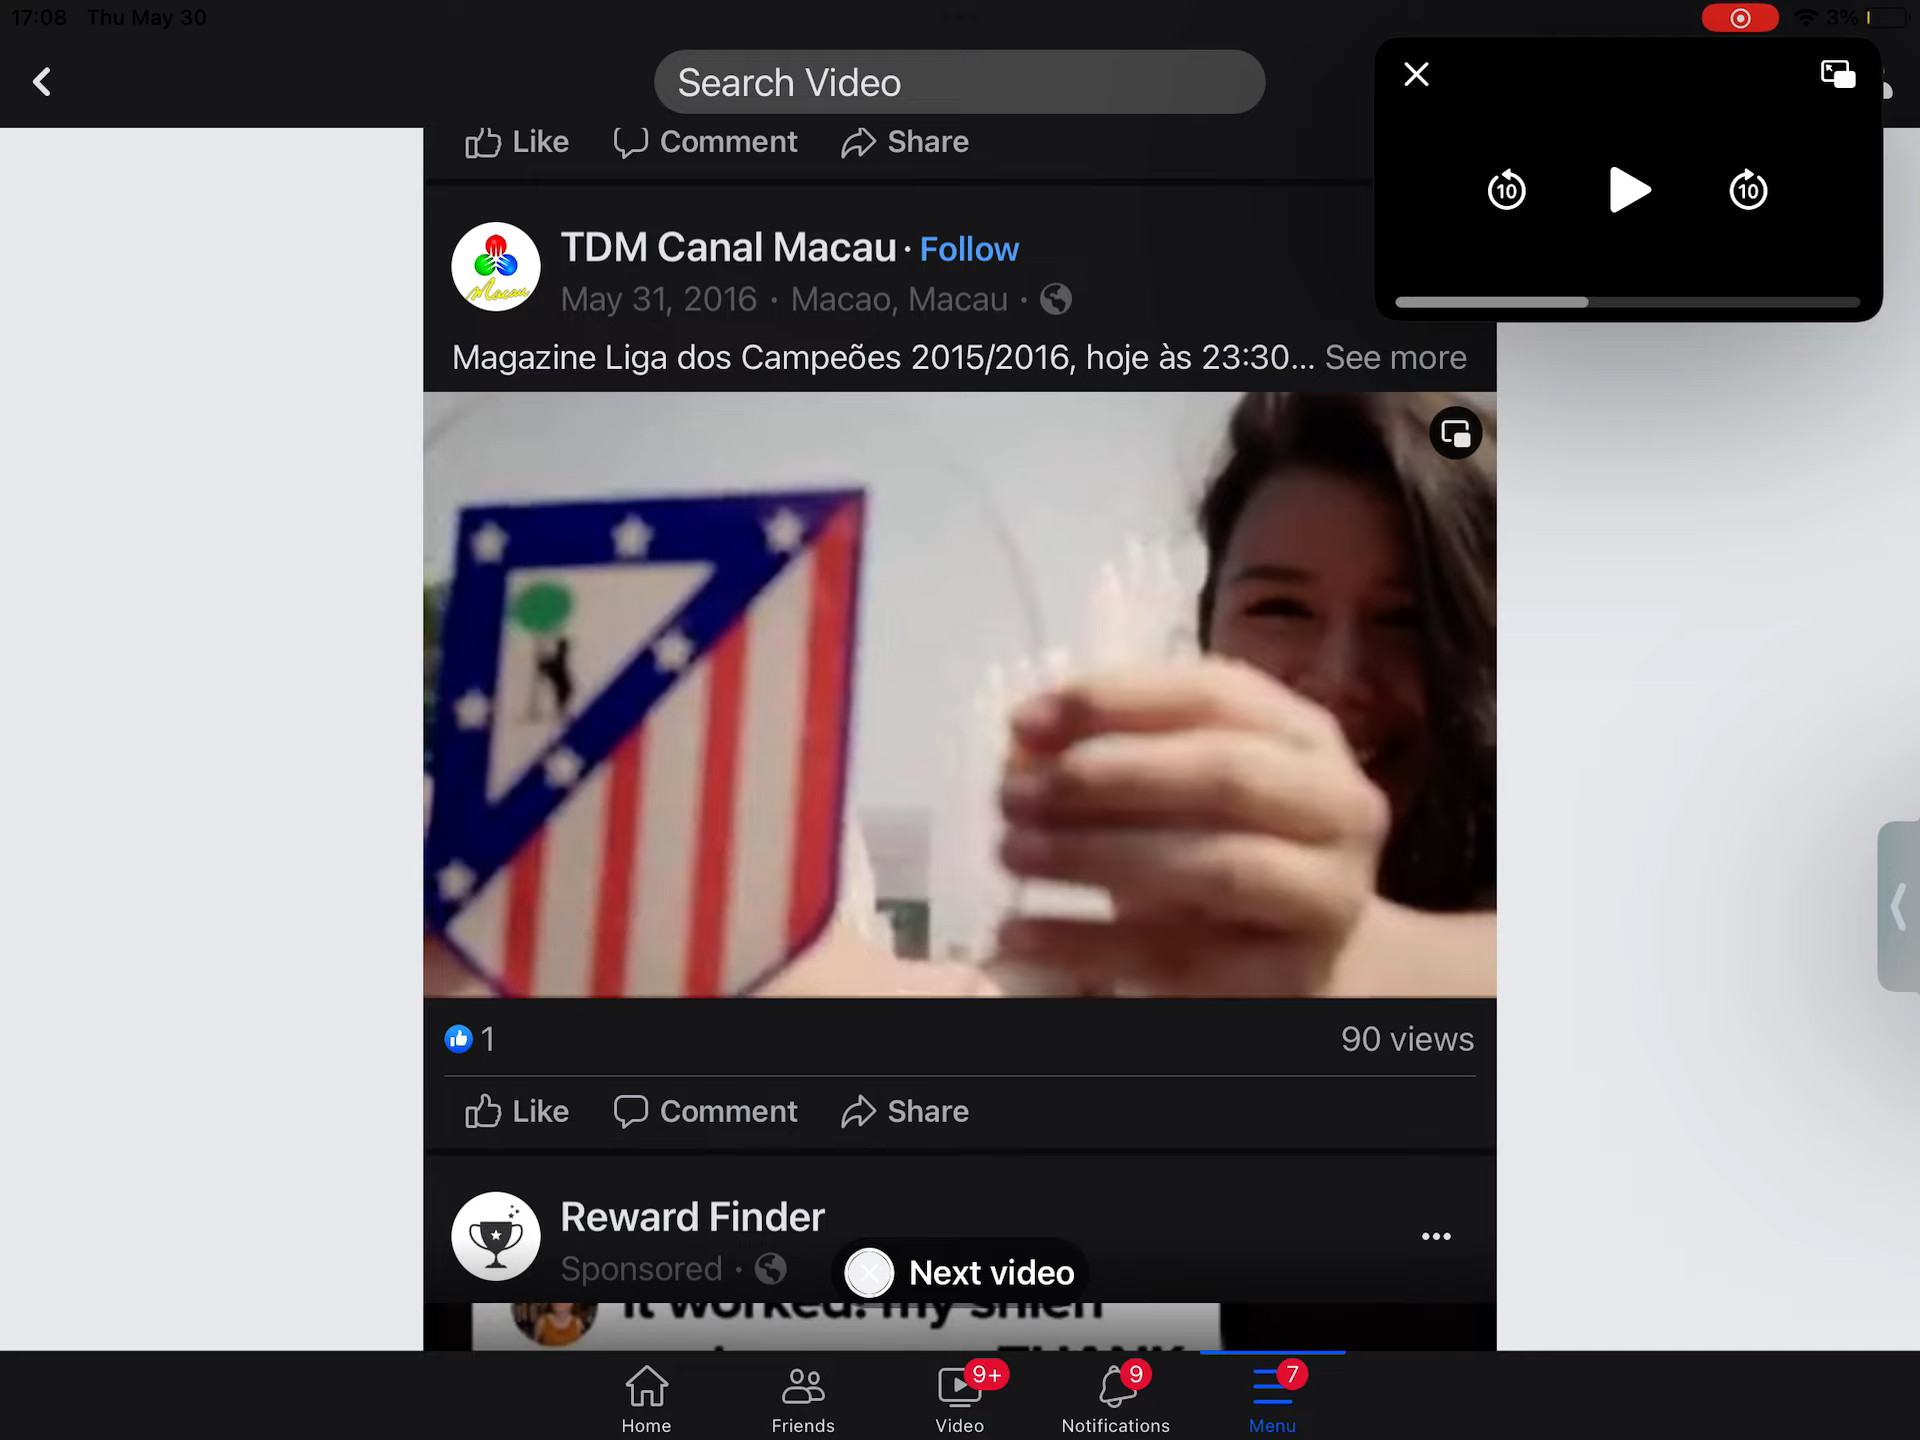 17:08 Thu May 30
3%
Search Video
Like Comment Share
10 10
TDM Canal Macau · Follow
Macau
May 31, 2016 · Macao, Macau ·
Magazine Liga dos Campeões 2015/2016, hoje às 23:30... See more
1 90 views
Like Comment Share
Reward Finder
Sponsored ·
Next video
It worked! my
THANK
9+ 9 7
Home Friends Video Notifications Menu